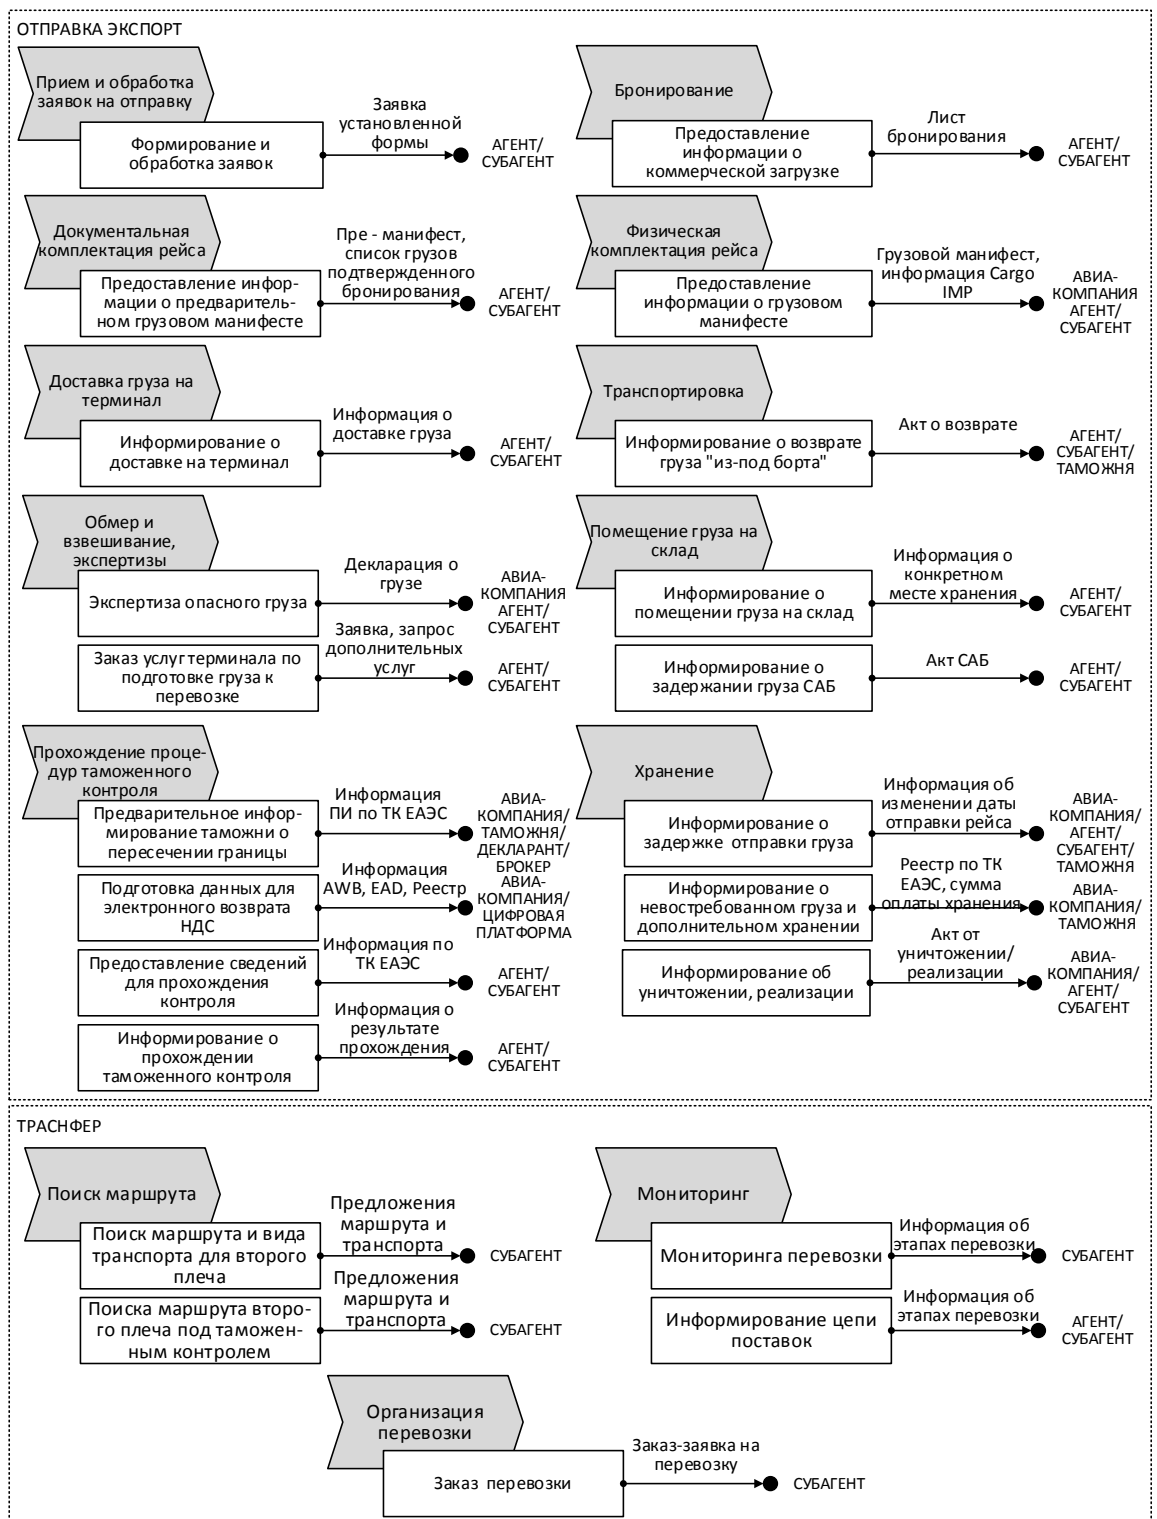 ОТПРАВКА ЭКСПОРТ
Прием и обработка
заявок на отправку
Формирование и
обработка заявок
Заявка
установленной
формы
АГЕНТ/
СУБАГЕНТ
Бронирование
Предоставление
информации о
коммерческой загрузке
Лист
бронирования
АГЕНТ/
СУБАГЕНТ
Документальная
комплектация рейса
Предоставление инфор-
мации о предваритель-
ном грузовом манифесте
Пре - манифест,
список грузов
подтвержденного
бронирования
АГЕНТ/
СУБАГЕНТ
Физическая
комплектация рейса
Предоставление
информации о грузовом
манифесте
Грузовой манифест,
информация Cargo
IMP
АВИА-
КОМПАНИЯ
АГЕНТ/
СУБАГЕНТ
Доставка груза на
терминал
Информирование о
доставке на терминал
Информация о
доставке груза
АГЕНТ/
СУБАГЕНТ
Транспортировка
Информирование о возврате
груза "из-под борта"
Акт о возврате
АГЕНТ/
СУБАГЕНТ/
ТАМОЖНЯ
Обмер и
взвешивание,
экспертизы
Экспертиза опасного груза
Декларация о
грузе
АВИА-
КОМПАНИЯ
АГЕНТ/
СУБАГЕНТ
Заказ услуг терминала по
подготовке груза к
перевозке
Заявка, запрос
дополнительных
услуг
АГЕНТ/
СУБАГЕНТ
Помещение груза на
склад
Информирование о
помещении груза на склад
Информация о
конкретном
месте хранения
АГЕНТ/
СУБАГЕНТ
Информирование о
задержании груза САБ
Акт САБ
АГЕНТ/
СУБАГЕНТ
Прохождение проце-
дур таможенного
контроля
Предварительное инфор-
мирование таможни о
пересечении границы
Информация
ПИ по ТК ЕАЭС
АВИА-
КОМПАНИЯ/
ТАМОЖНЯ/
ДЕКЛАРАНТ/
БРОКЕР
Подготовка данных для
электронного возврата
НДС
Информация
AWB, EAD, Реестр
АВИА-
КОМПАНИЯ/
ЦИФРОВАЯ
ПЛАТФОРМА
Предоставление сведений
для прохождения
контроля
Информация по
ТК ЕАЭС
АГЕНТ/
СУБАГЕНТ
Информирование о
прохождении
таможенного контроля
Информация о
результате
прохождения
АГЕНТ/
СУБАГЕНТ
Хранение
Информирование о
задержке отправки груза
Информация об
изменении даты
отправки рейса
АВИА-
КОМПАНИЯ/
АГЕНТ/
СУБАГЕНТ/
ТАМОЖНЯ
Информирование о
невостребованном груза и
дополнительном хранении
Реестр по ТК
ЕАЭС, сумма
оплаты хранения
АВИА-
КОМПАНИЯ/
ТАМОЖНЯ
Информирование об
уничтожении, реализации
Акт от
уничтожении/
реализации
АВИА-
КОМПАНИЯ/
АГЕНТ/
СУБАГЕНТ
ТРАСНФЕР
Поиск маршрута
Поиск маршрута и вида
транспорта для второго
плеча
Предложения
маршрута и
транспорта
СУБАГЕНТ
Поиска маршрута второ-
го плеча под таможен-
ным контролем
Предложения
маршрута и
транспорта
СУБАГЕНТ
Мониторинг
Мониторинга перевозки
Информация об
этапах перевозки
СУБАГЕНТ
Информирование цепи
поставок
Информация об
этапах перевозки
АГЕНТ/
СУБАГЕНТ
Организация
перевозки
Заказ перевозки
Заказ-заявка на
перевозку
СУБАГЕНТ